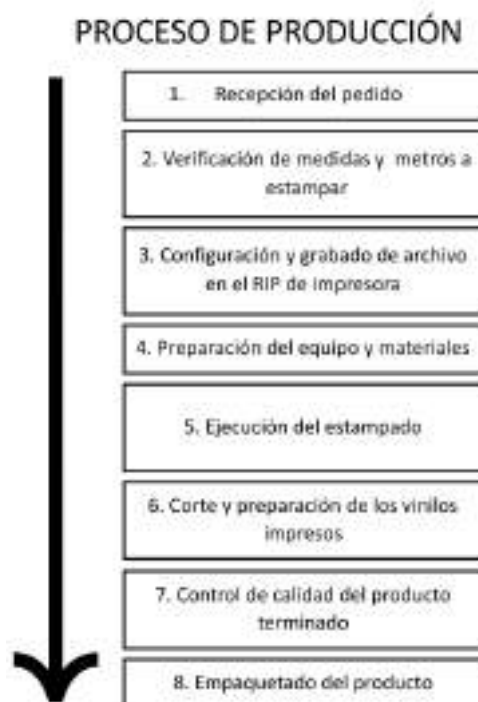 PROCESO DE PRODUCCIÓN
1. Recepción del pedido
2. Verificación de medidas y metros a
estampar
3. Configuración y grabado de archivo
en el RIP de impresora
4. Preparación del equipo y materiales
5. Ejecución del estampado
6. Corte y preparación de los vinilos
impresos
7. Control de calidad del producto
terminado
8. Empaquetado del producto